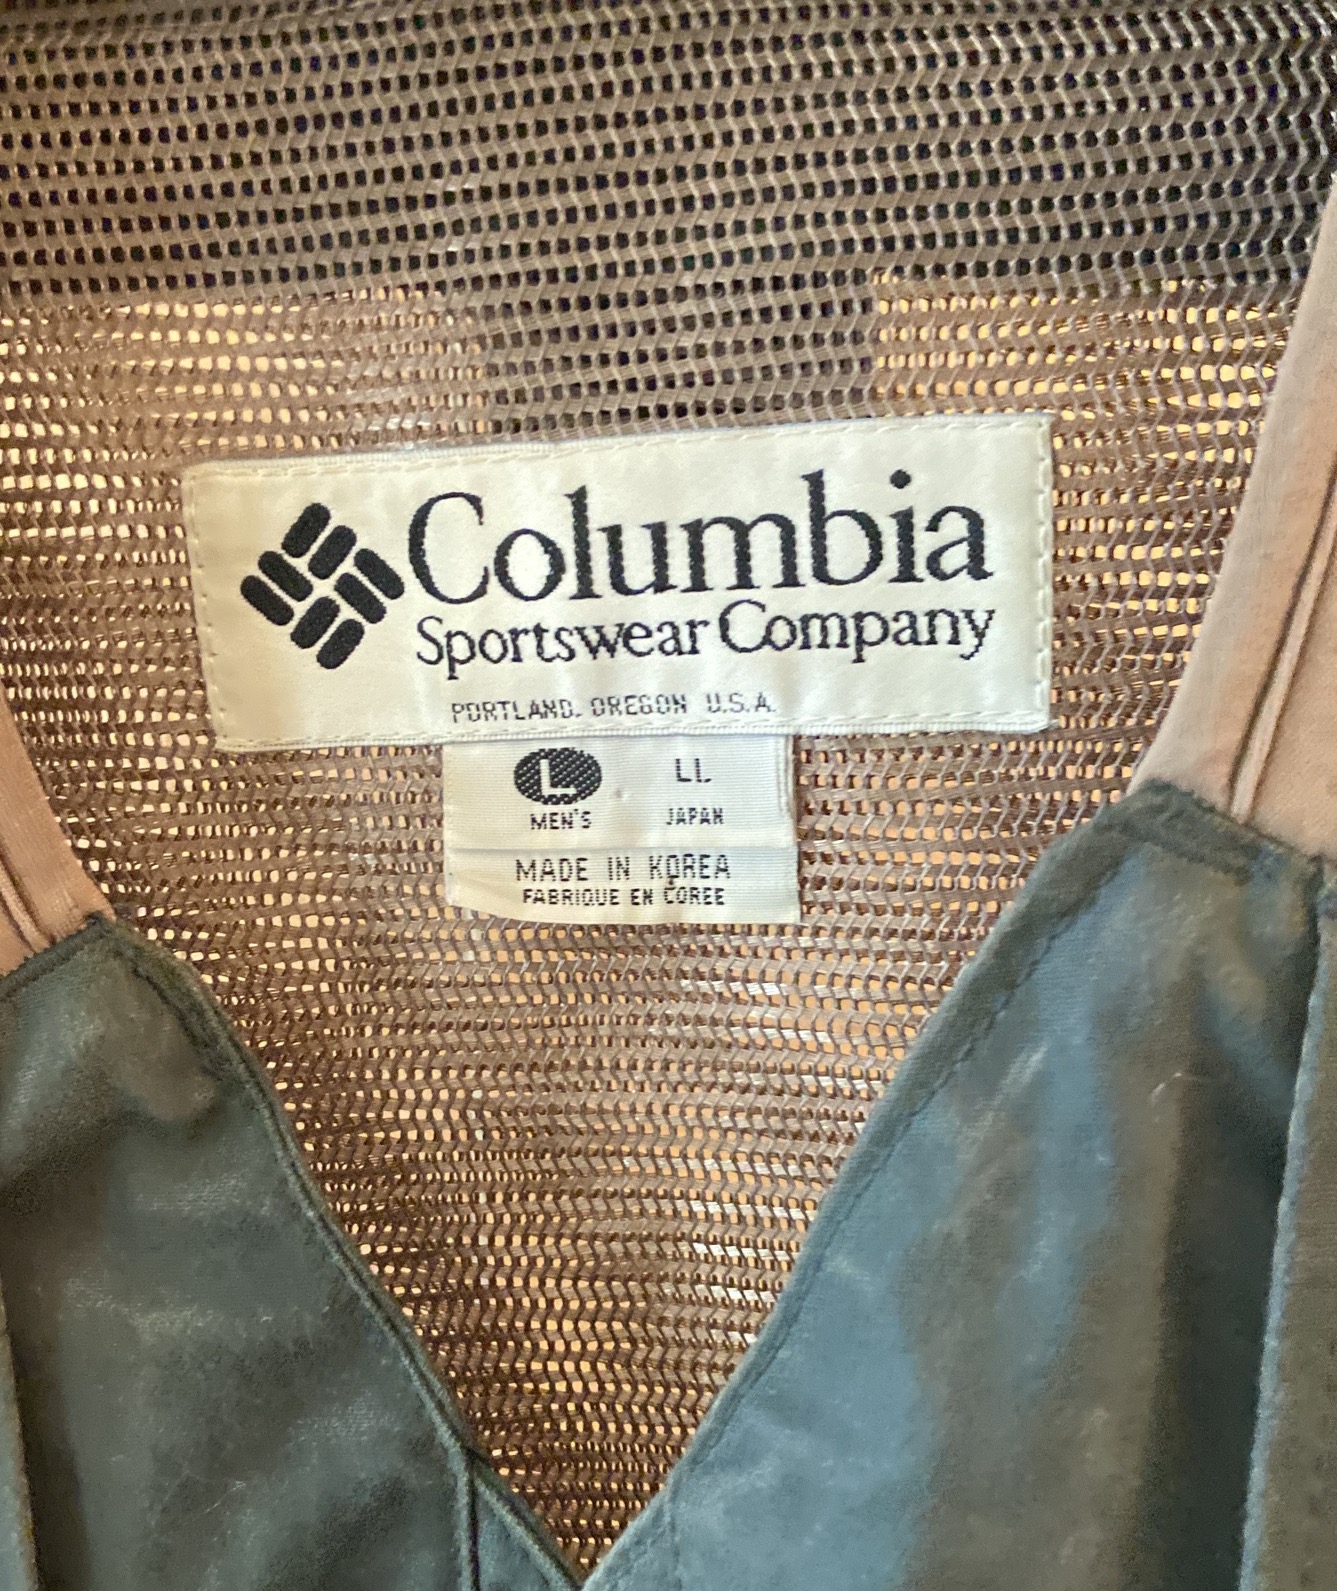 Columbia
Sportswear Company
PORTLAND, OREGON U.S.A.
L LL
MEN'S JAPAN
MADE IN KOREA
FABRIQUE EN COREE